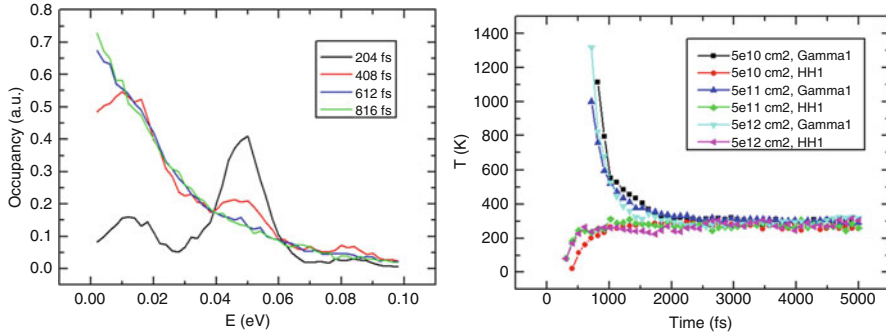 0.8
0.7
0.6
0.5
0.4
0.3
0.2
0.1
0.0
Occupancy (a.u.)
204 fs
408 fs
612 fs
816 fs
0.00 0.02 0.04 0.06 0.08 0.10
E (eV)
1400
1200
1000
800
600
400
200
0
T (K)
5e10 cm2, Gamma1
5e10 cm2, HH1
5e11 cm2, Gamma1
5e11 cm2, HH1
5e12 cm2, Gamma1
5e12 cm2, HH1
0 1000 2000 3000 4000 5000
Time (fs)